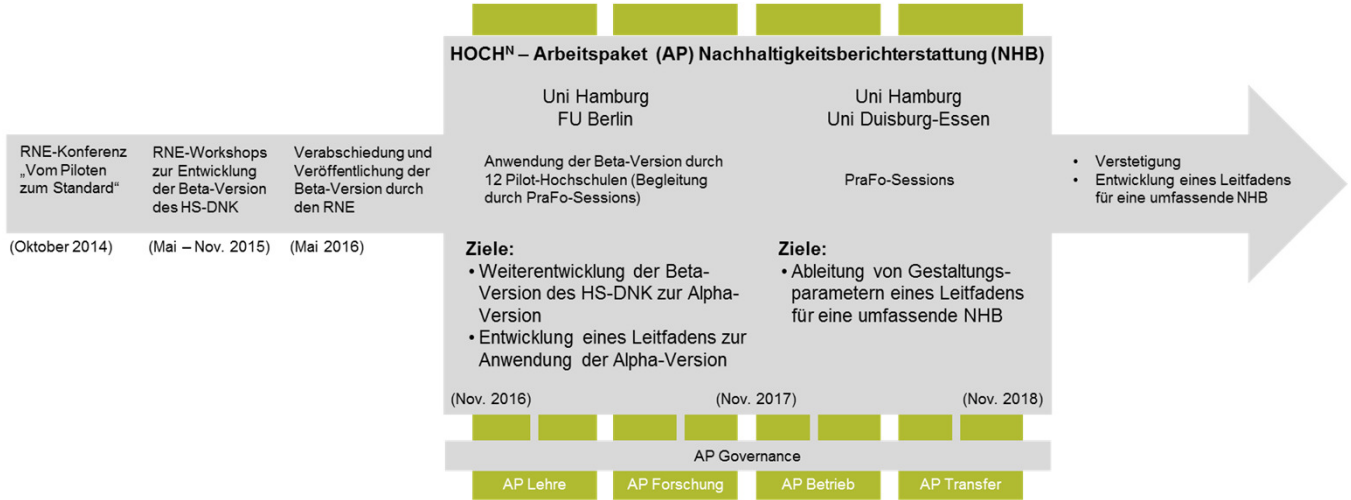 HOCHᴺ – Arbeitspaket (AP) Nachhaltigkeitsberichterstattung (NHB)
Uni Hamburg
FU Berlin
Uni Hamburg
Uni Duisburg-Essen
RNE-Konferenz
„Vom Piloten
zum Standard“
(Oktober 2014)
RNE-Workshops
zur Entwicklung
der Beta-Version
des HS-DNK
(Mai – Nov. 2015)
Verabschiedung und
Veröffentlichung der
Beta-Version durch
den RNE
(Mai 2016)
Anwendung der Beta-Version durch
12 Pilot-Hochschulen (Begleitung
durch PraFo-Sessions)
PraFo-Sessions
• Verstetigung
• Entwicklung eines Leitfadens
für eine umfassende NHB
Ziele:
• Weiterentwicklung der Beta-
Version des HS-DNK zur Alpha-
Version
• Entwicklung eines Leitfadens zur
Anwendung der Alpha-Version
Ziele:
• Ableitung von Gestaltungs-
parametern eines Leitfadens
für eine umfassende NHB
(Nov. 2016)
(Nov. 2017)
(Nov. 2018)
AP Governance
AP Lehre
AP Forschung
AP Betrieb
AP Transfer